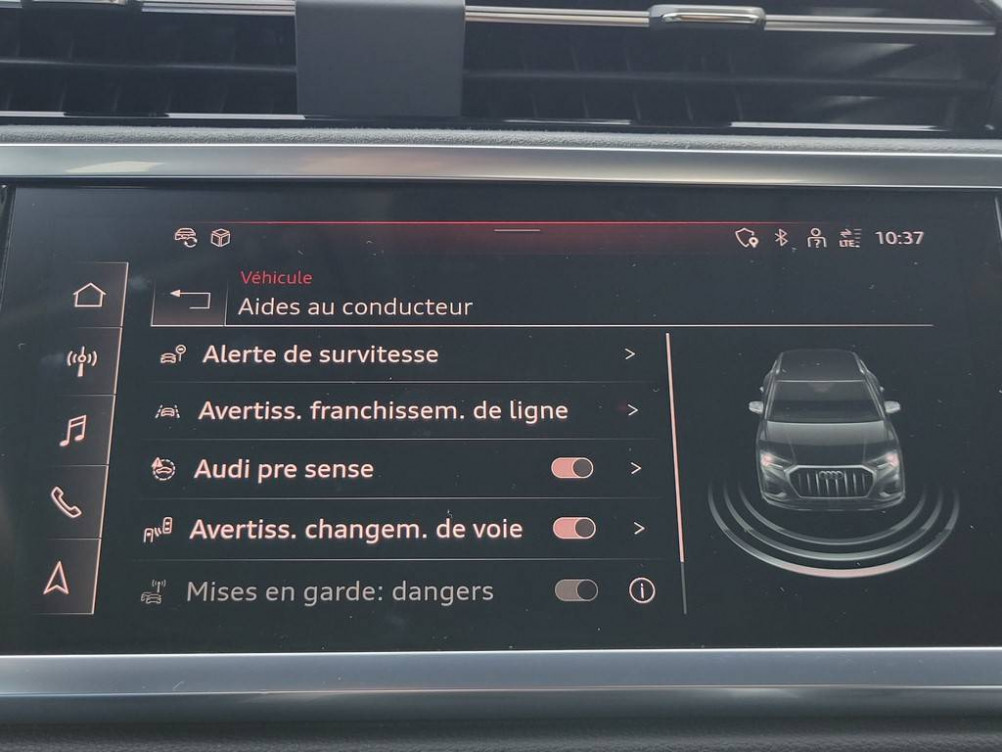 LTE 10:37
Véhicule
Aides au conducteur
Alerte de survitesse
Avertiss. franchissem. de ligne
Audi pre sense
Avertiss. changem. de voie
Mises en garde: dangers